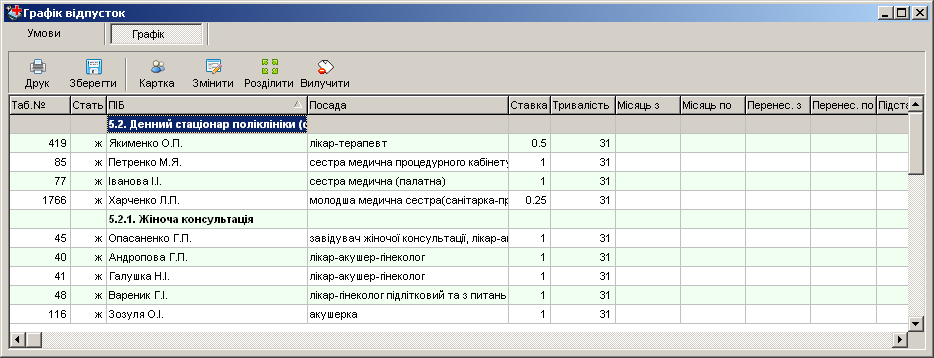 Графік відпусток
Умови Графік
Друк Зберегти Картка Змінити Розділити Вилучити
Таб.№ Стать ПІБ Посада Ставка Тривалість Місяць з Місяць по Перенес. з Перенес. по Підста
5.2. Денний стаціонар поліклініки (
419 ж Якименко О.П. лікар-терапевт 0.5 31
85 ж Петренко М.Я. сестра медична процедурного кабінету 1 31
77 ж Іванова І.І. сестра медична (палатна) 1 31
1766 ж Харченко Л.П. молодша медична сестра(санітарка-пр 0.25 31
5.2.1. Жіноча консультація
45 ж Опасаненко Г.П. завідувач жіночої консультації, лікар-а 1 31
40 ж Андропова Г.П. лікар-акушер-гінеколог 1 31
41 ж Галушка Н.І. лікар-акушер-гінеколог 1 31
48 ж Вареник Г.І. лікар-гінеколог підлітковий та з питань 1 31
116 ж Зозуля О.І. акушерка 1 31